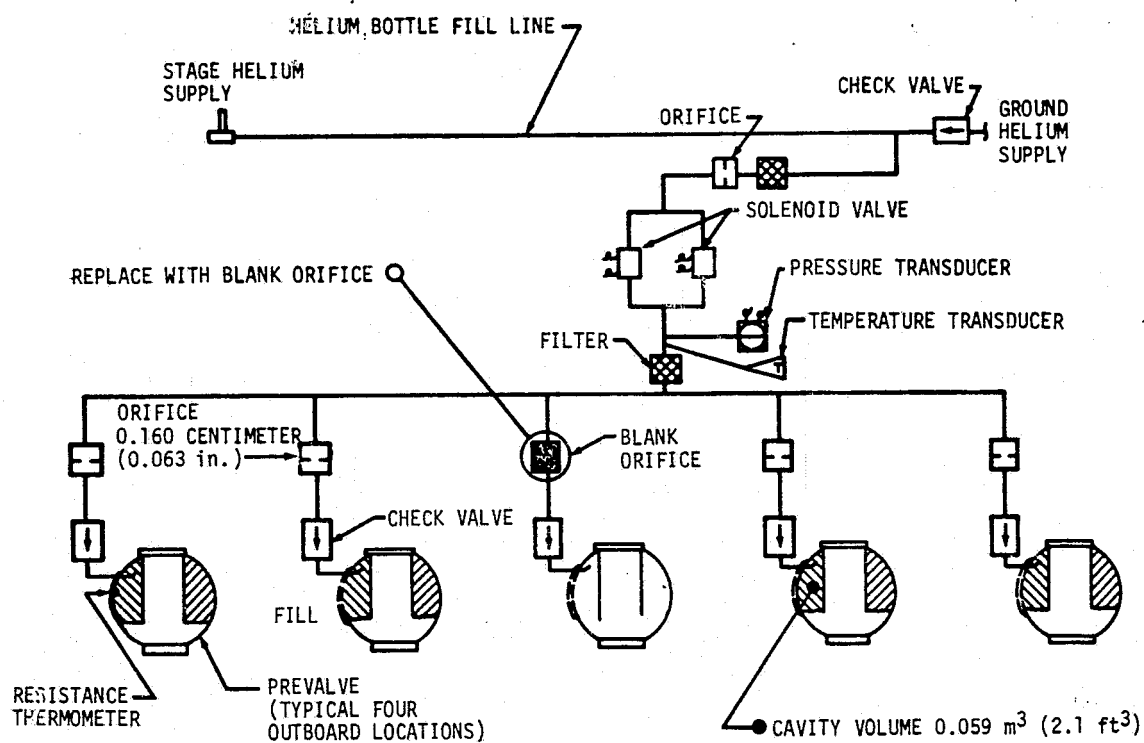 HELIUM BOTTLE FILL LINE
STAGE HELIUM
SUPPLY
CHECK VALVE
GROUND
HELIUM
SUPPLY
ORIFICE
SOLENOID VALVE
REPLACE WITH BLANK ORIFICE
PRESSURE TRANSDUCER
TEMPERATURE TRANSDUCER
T
FILTER
ORIFICE
0.160 CENTIMETER
(0.063 in.)
BLANK
ORIFICE
CHECK VALVE
FILL
RESISTANCE
THERMOMETER
PREVALVE
(TYPICAL FOUR
OUTBOARD LOCATIONS)
CAVITY VOLUME 0.059 m³ (2.1 ft³)